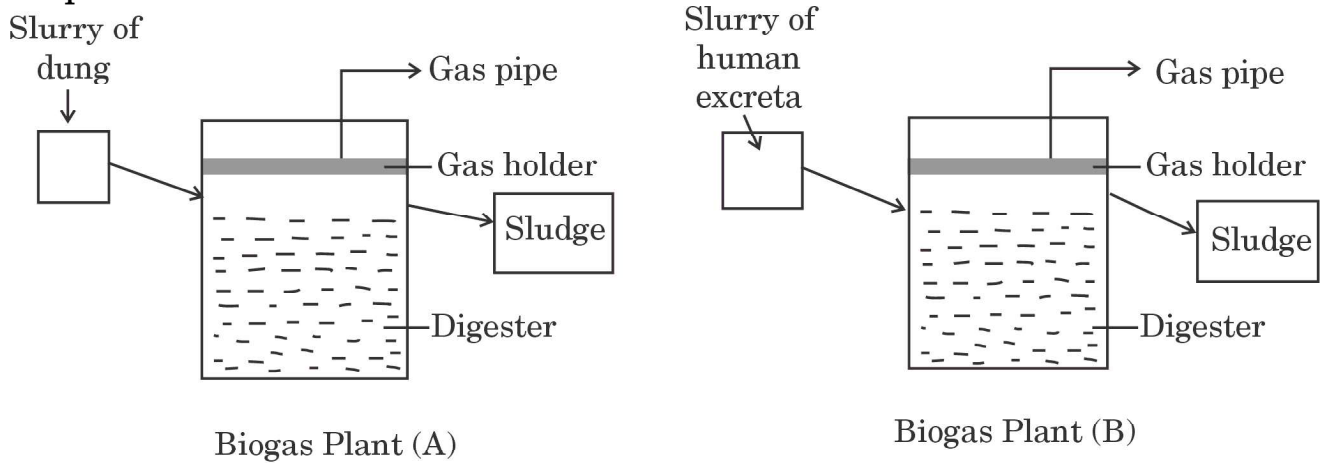 Slurry of
dung
Gas pipe
Gas holder
Sludge
Digester
Biogas Plant (A)
Slurry of
human
excreta
Gas pipe
Gas holder
Sludge
Digester
Biogas Plant (B)